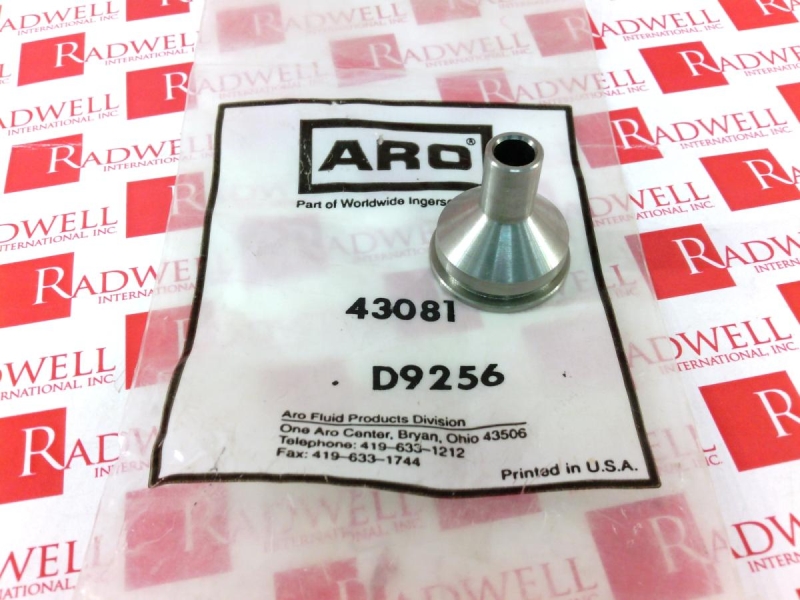 ARO®
Part of Worldwide
43081
D9256
Aro Fluid Products Division
One Aro Center, Bryan, Ohio 43506
Telephone: 419-633-1212
Fax: 419-633-1744
Printed in U.S.A.
RADWELL
INTERNATIONAL, INC.